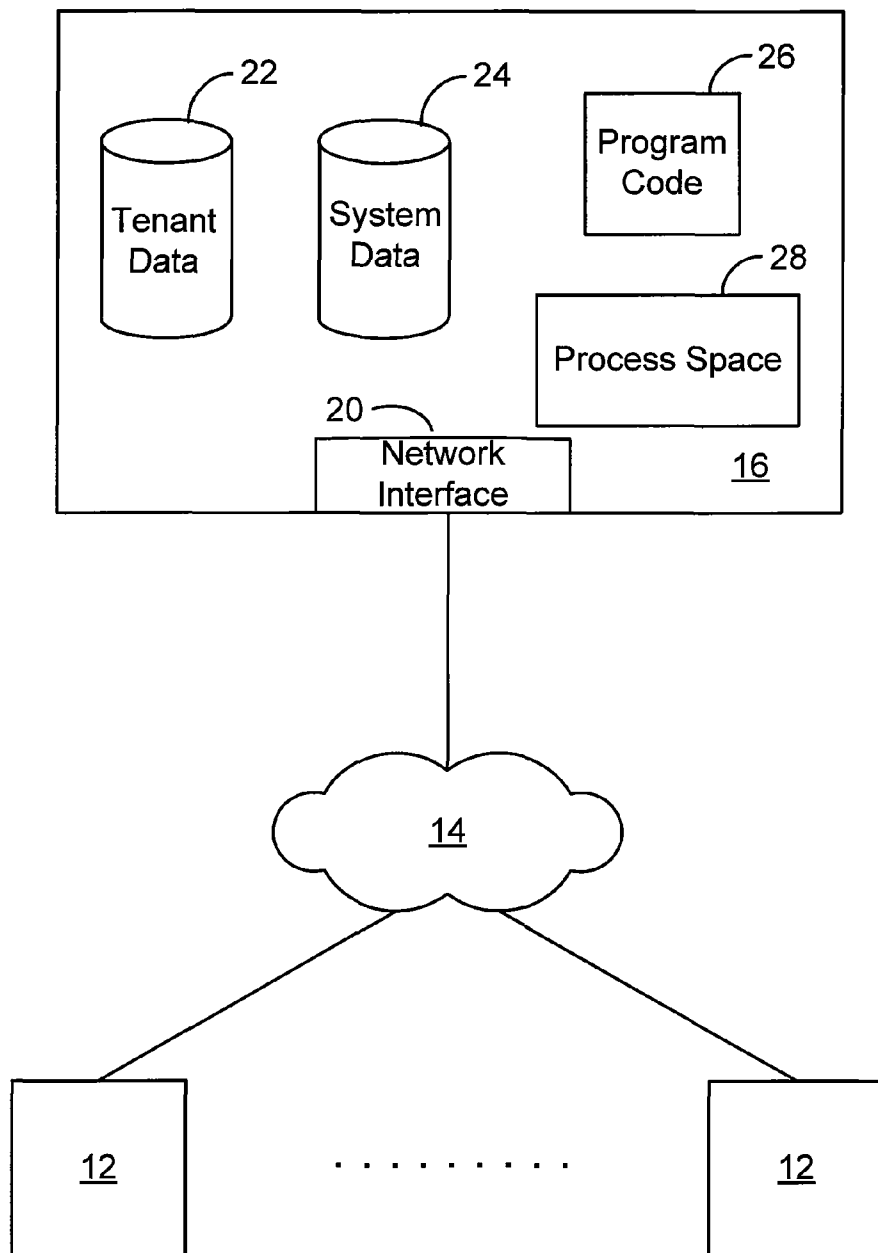 22
24
26
Tenant
Data
System
Data
Program
Code
28
Process Space
20
Network
Interface
16
14
12
12